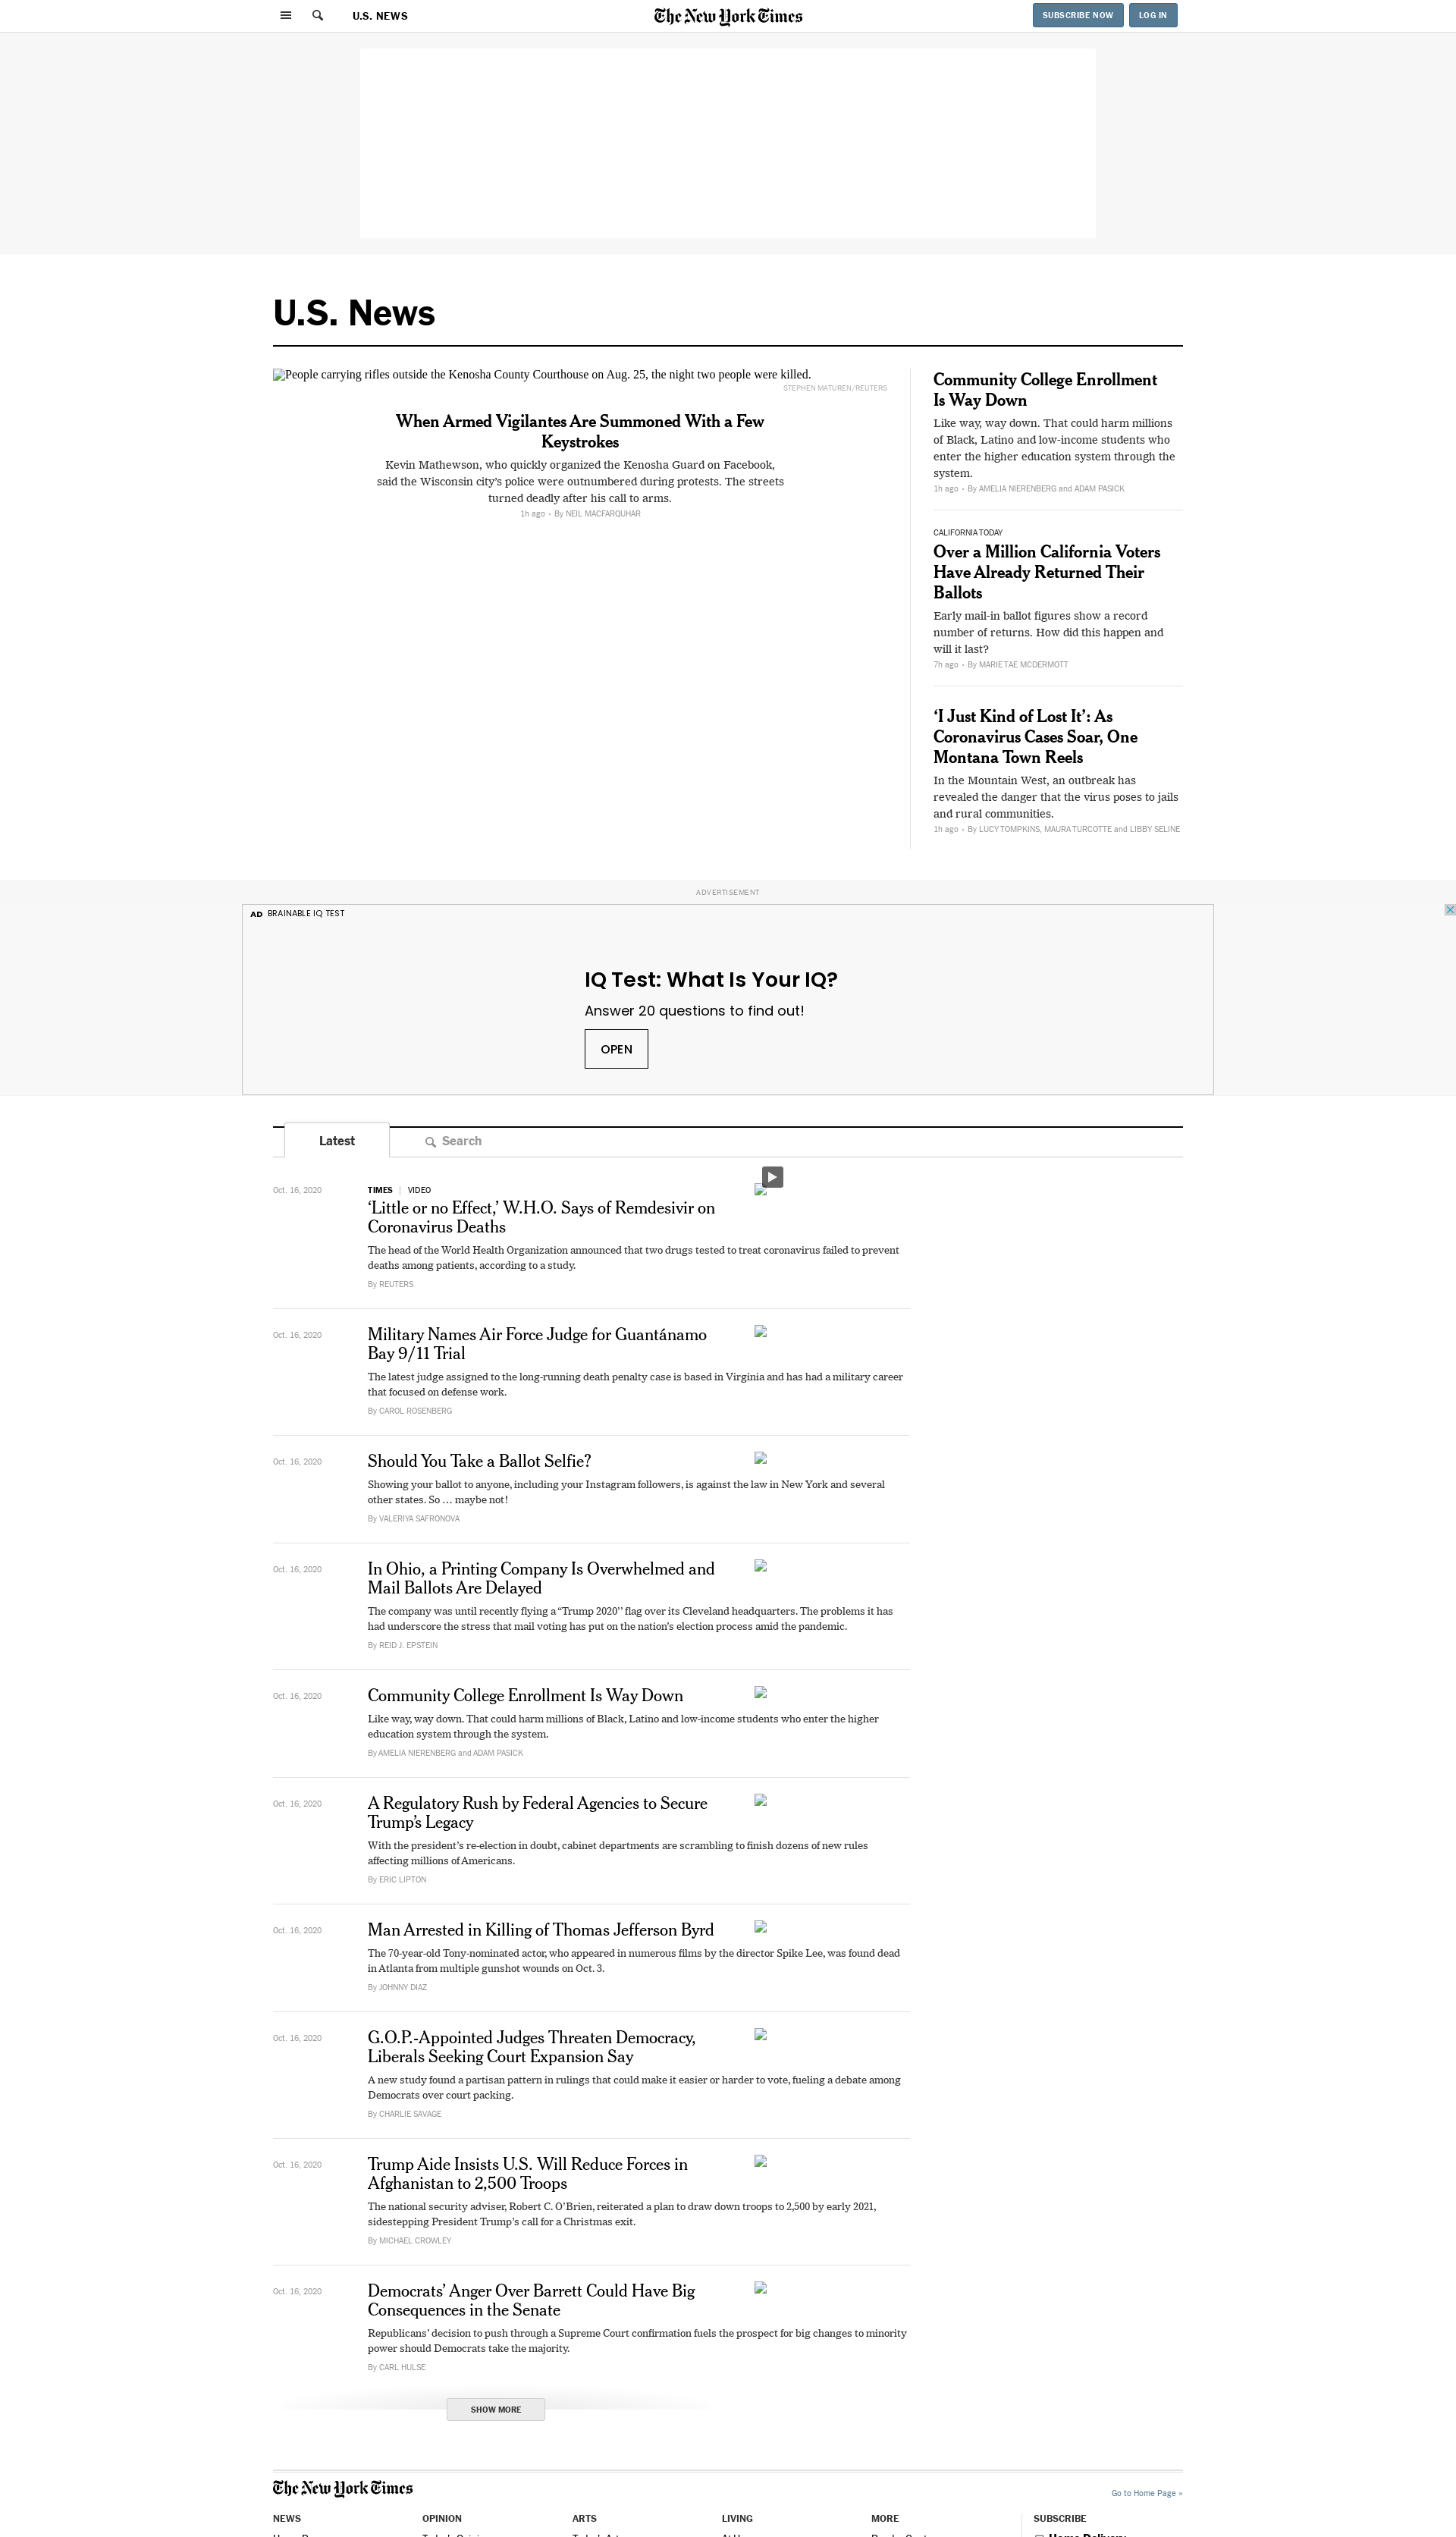 U.S. NEWS
The New York Times
SUBSCRIBE NOW
LOG IN
U.S. News
People carrying rifles outside the Kenosha County Courthouse on Aug. 25, the night two people were killed.
STEPHEN MATUREN/REUTERS
When Armed Vigilantes Are Summoned With a Few
Keystrokes
Kevin Mathewson, who quickly organized the Kenosha Guard on Facebook,
said the Wisconsin city's police were outnumbered during protests. The streets
turned deadly after his call to arms.
1h ago • By NEIL MACFARQUHAR
Community College Enrollment
Is Way Down
Like way, way down. That could harm millions
of Black, Latino and low-income students who
enter the higher education system through the
system.
1h ago • By AMELIA NIERENBERG and ADAM PASICK
CALIFORNIA TODAY
Over a Million California Voters
Have Already Returned Their
Ballots
Early mail-in ballot figures show a record
number of returns. How did this happen and
will it last?
7h ago • By MARIE TAE MCDERMOTT
‘I Just Kind of Lost It’: As
Coronavirus Cases Soar, One
Montana Town Reels
In the Mountain West, an outbreak has
revealed the danger that the virus poses to jails
and rural communities.
1h ago • By LUCY TOMPKINS, MAURA TURCOTTE and LIBBY SELINE
ADVERTISEMENT
AD BRAINABLE IQ TEST
IQ Test: What Is Your IQ?
Answer 20 questions to find out!
OPEN
Latest
Search
Oct. 16, 2020
TIMES | VIDEO
‘Little or no Effect,’ W.H.O. Says of Remdesivir on
Coronavirus Deaths
The head of the World Health Organization announced that two drugs tested to treat coronavirus failed to prevent
deaths among patients, according to a study.
By REUTERS
Oct. 16, 2020
Military Names Air Force Judge for Guantánamo
Bay 9/11 Trial
The latest judge assigned to the long-running death penalty case is based in Virginia and has had a military career
that focused on defense work.
By CAROL ROSENBERG
Oct. 16, 2020
Should You Take a Ballot Selfie?
Showing your ballot to anyone, including your Instagram followers, is against the law in New York and several
other states. So … maybe not!
By VALERIYA SAFRONOVA
Oct. 16, 2020
In Ohio, a Printing Company Is Overwhelmed and
Mail Ballots Are Delayed
The company was until recently flying a “Trump 2020’’ flag over its Cleveland headquarters. The problems it has
had underscore the stress that mail voting has put on the nation’s election process amid the pandemic.
By REID J. EPSTEIN
Oct. 16, 2020
Community College Enrollment Is Way Down
Like way, way down. That could harm millions of Black, Latino and low-income students who enter the higher
education system through the system.
By AMELIA NIERENBERG and ADAM PASICK
Oct. 16, 2020
A Regulatory Rush by Federal Agencies to Secure
Trump’s Legacy
With the president’s re-election in doubt, cabinet departments are scrambling to finish dozens of new rules
affecting millions of Americans.
By ERIC LIPTON
Oct. 16, 2020
Man Arrested in Killing of Thomas Jefferson Byrd
The 70-year-old Tony-nominated actor, who appeared in numerous films by the director Spike Lee, was found dead
in Atlanta from multiple gunshot wounds on Oct. 3.
By JOHNNY DIAZ
Oct. 16, 2020
G.O.P.-Appointed Judges Threaten Democracy,
Liberals Seeking Court Expansion Say
A new study found a partisan pattern in rulings that could make it easier or harder to vote, fueling a debate among
Democrats over court packing.
By CHARLIE SAVAGE
Oct. 16, 2020
Trump Aide Insists U.S. Will Reduce Forces in
Afghanistan to 2,500 Troops
The national security adviser, Robert C. O’Brien, reiterated a plan to draw down troops to 2,500 by early 2021,
sidestepping President Trump’s call for a Christmas exit.
By MICHAEL CROWLEY
Oct. 16, 2020
Democrats’ Anger Over Barrett Could Have Big
Consequences in the Senate
Republicans’ decision to push through a Supreme Court confirmation fuels the prospect for big changes to minority
power should Democrats take the majority.
By CARL HULSE
SHOW MORE
The New York Times
Go to Home Page »
NEWS
OPINION
ARTS
LIVING
MORE
SUBSCRIBE